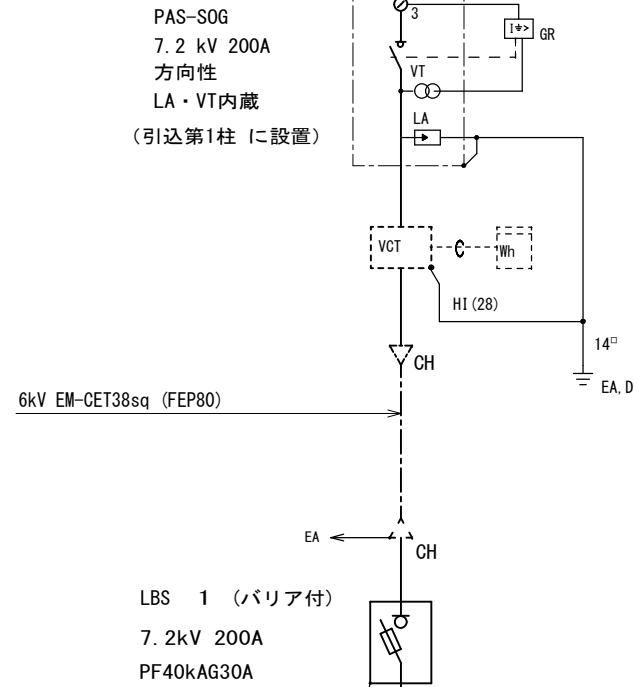 PAS-SOG
7.2 kV 200A
方向性
LA・VT内蔵
(引込第1柱 に設置)
3
I⏚>
GR
VT
LA
VCT
Wh
HI(28)
14□
EA,D
CH
6kV EM-CET38sq (FEP80)
EA
CH
LBS 1 (バリア付)
7.2kV 200A
PF40kAG30A